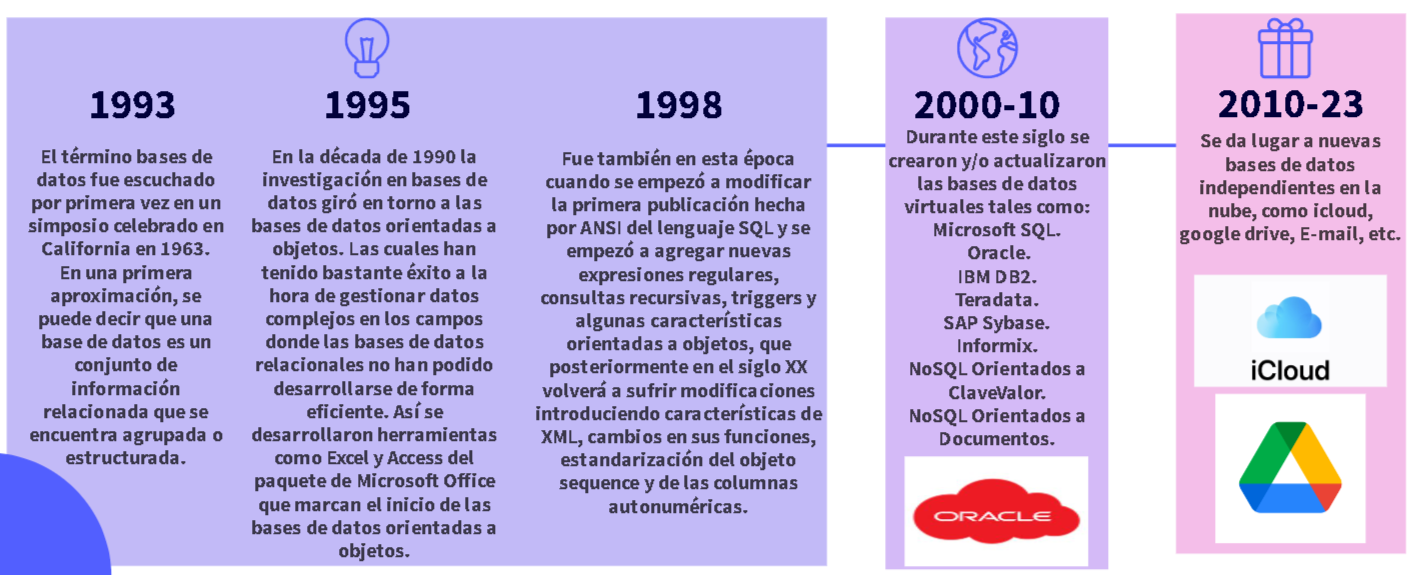 1993
El término bases de
datos fue escuchado
por primera vez en un
simposio celebrado en
California en 1963.
En una primera
aproximación, se
puede decir que una
base de datos es un
conjunto de
información
relacionada que se
encuentra agrupada o
estructurada.
1995
En la década de 1990 la
investigación en bases de
datos giró en torno a las
bases de datos orientadas a
objetos. Las cuales han
tenido bastante éxito a la
hora de gestionar datos
complejos en los campos
donde las bases de datos
relacionales no han podido
desarrollarse de forma
eficiente. Así se
desarrollaron herramientas
como Excel y Access del
paquete de Microsoft Office
que marcan el inicio de las
bases de datos orientadas a
objetos.
1998
Fue también en esta época
cuando se empezó a modificar
la primera publicación hecha
por ANSI del lenguaje SQL y se
empezó a agregar nuevas
expresiones regulares,
consultas recursivas, triggers y
algunas características
orientadas a objetos, que
posteriormente en el siglo XX
volverá a sufrir modificaciones
introduciendo características de
XML, cambios en sus funciones,
estandarización del objeto
sequence y de las columnas
autonuméricas.
2000-10
Durante este siglo se
crearon y/o actualizaron
las bases de datos
virtuales tales como:
Microsoft SQL.
Oracle.
IBM DB2.
Teradata.
SAP Sybase.
Informix.
NoSQL Orientados a
ClaveValor.
NoSQL Orientados a
Documentos.
ORACLE
2010-23
Se da lugar a nuevas
bases de datos
independientes en la
nube, como icloud,
google drive, E-mail, etc.
iCloud